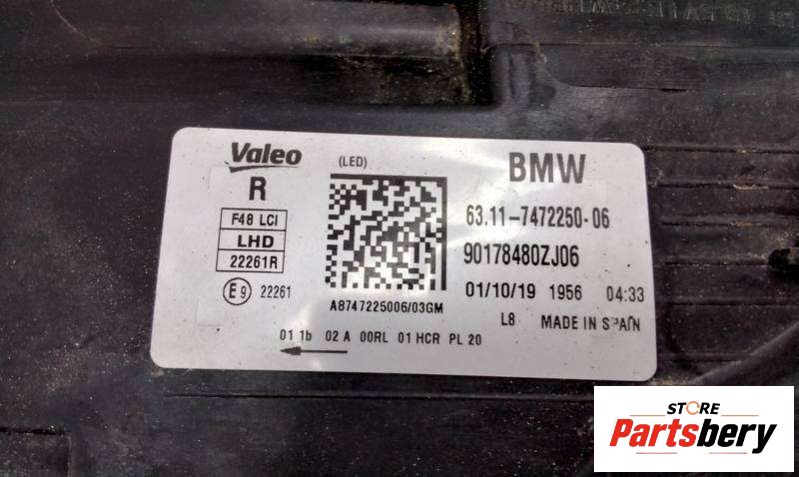 Valeo (LED) BMW
R
F48 LCI
LHD
22261R
E9 22261
63.11-7472250-06
90178480ZJ06
01/10/19 1956 04:33
A8747225006/03GM
L8 MADE IN SPAIN
01 1b 02 A 00RL 01 HCR PL 20
STORE
Partsbery